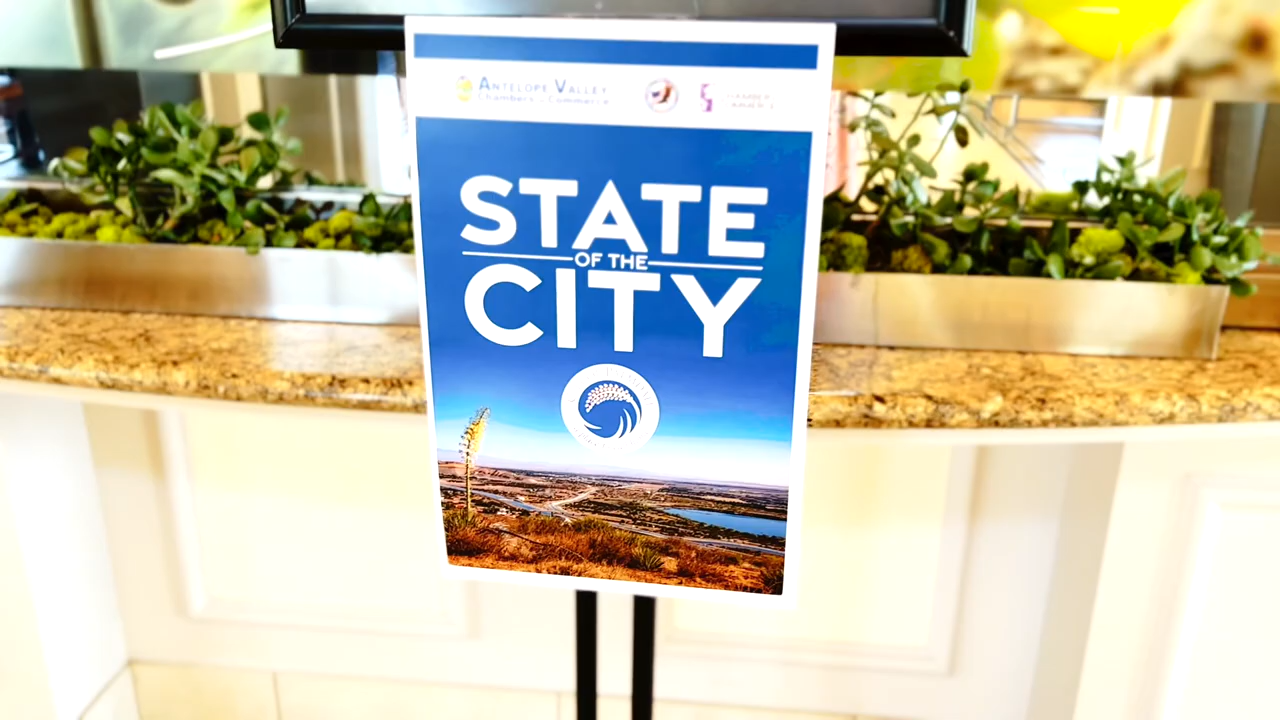 ANTELOPE VALLEY
Chambers of Commerce
STATE
OF THE
CITY